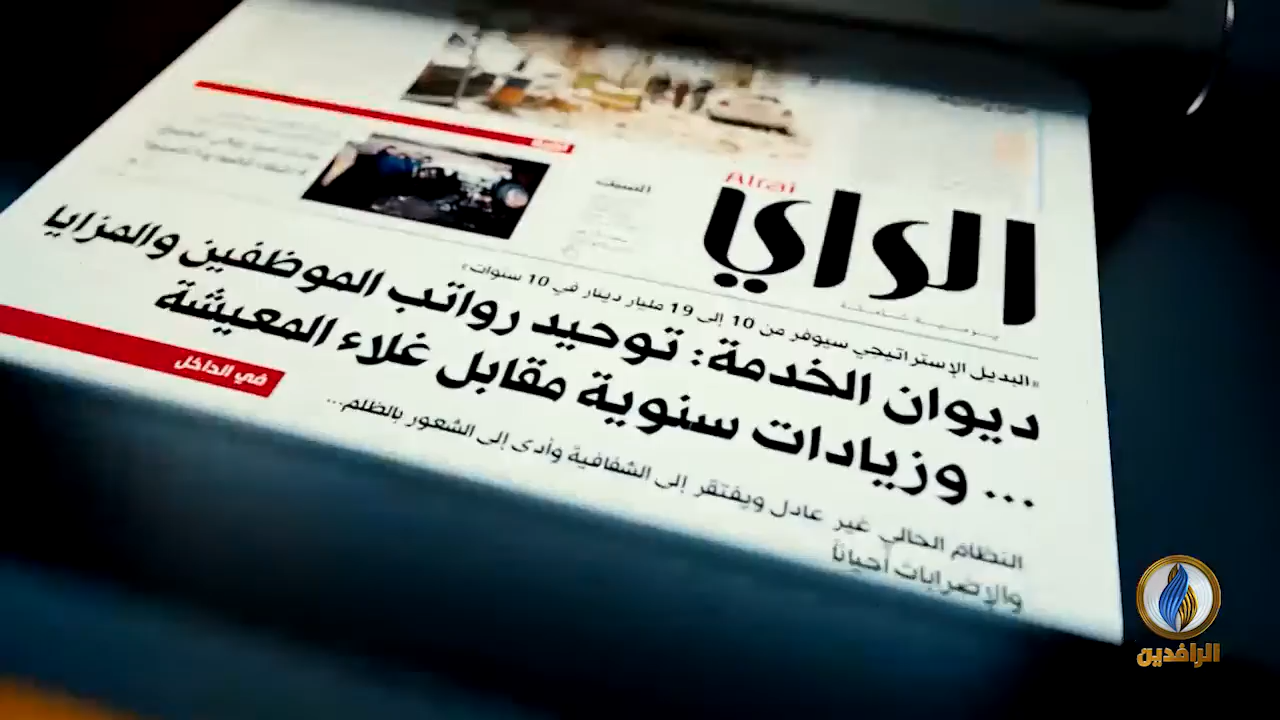 Alrai
الراي
السبت
«البديل الإستراتيجي سيوفر من 10 إلى 19 مليار دينار في 10 سنوات»
ديوان الخدمة: توحيد رواتب الموظفين والمزايا
... وزيادات سنوية مقابل غلاء المعيشة
في الداخل
النظام الحالي غير عادل ويفتقر إلى الشفافية وأدى إلى الشعور بالظلم...
والإضرابات أحياناً
الرافدين